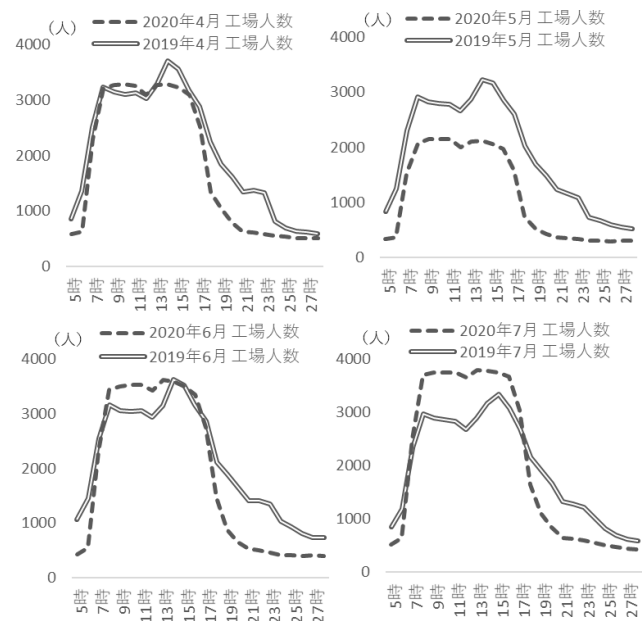 (人)
2020年4月 工場人数
2019年4月 工場人数
4000
3000
2000
1000
0
5時
7時
9時
11時
13時
15時
17時
19時
21時
23時
25時
27時
(人)
2020年5月 工場人数
2019年5月 工場人数
4000
3000
2000
1000
0
5時
7時
9時
11時
13時
15時
17時
19時
21時
23時
25時
27時
(人)
2020年6月 工場人数
2019年6月 工場人数
4000
3000
2000
1000
0
5時
7時
9時
11時
13時
15時
17時
19時
21時
23時
25時
27時
(人)
2020年7月 工場人数
2019年7月 工場人数
4000
3000
2000
1000
0
5時
7時
9時
11時
13時
15時
17時
19時
21時
23時
25時
27時